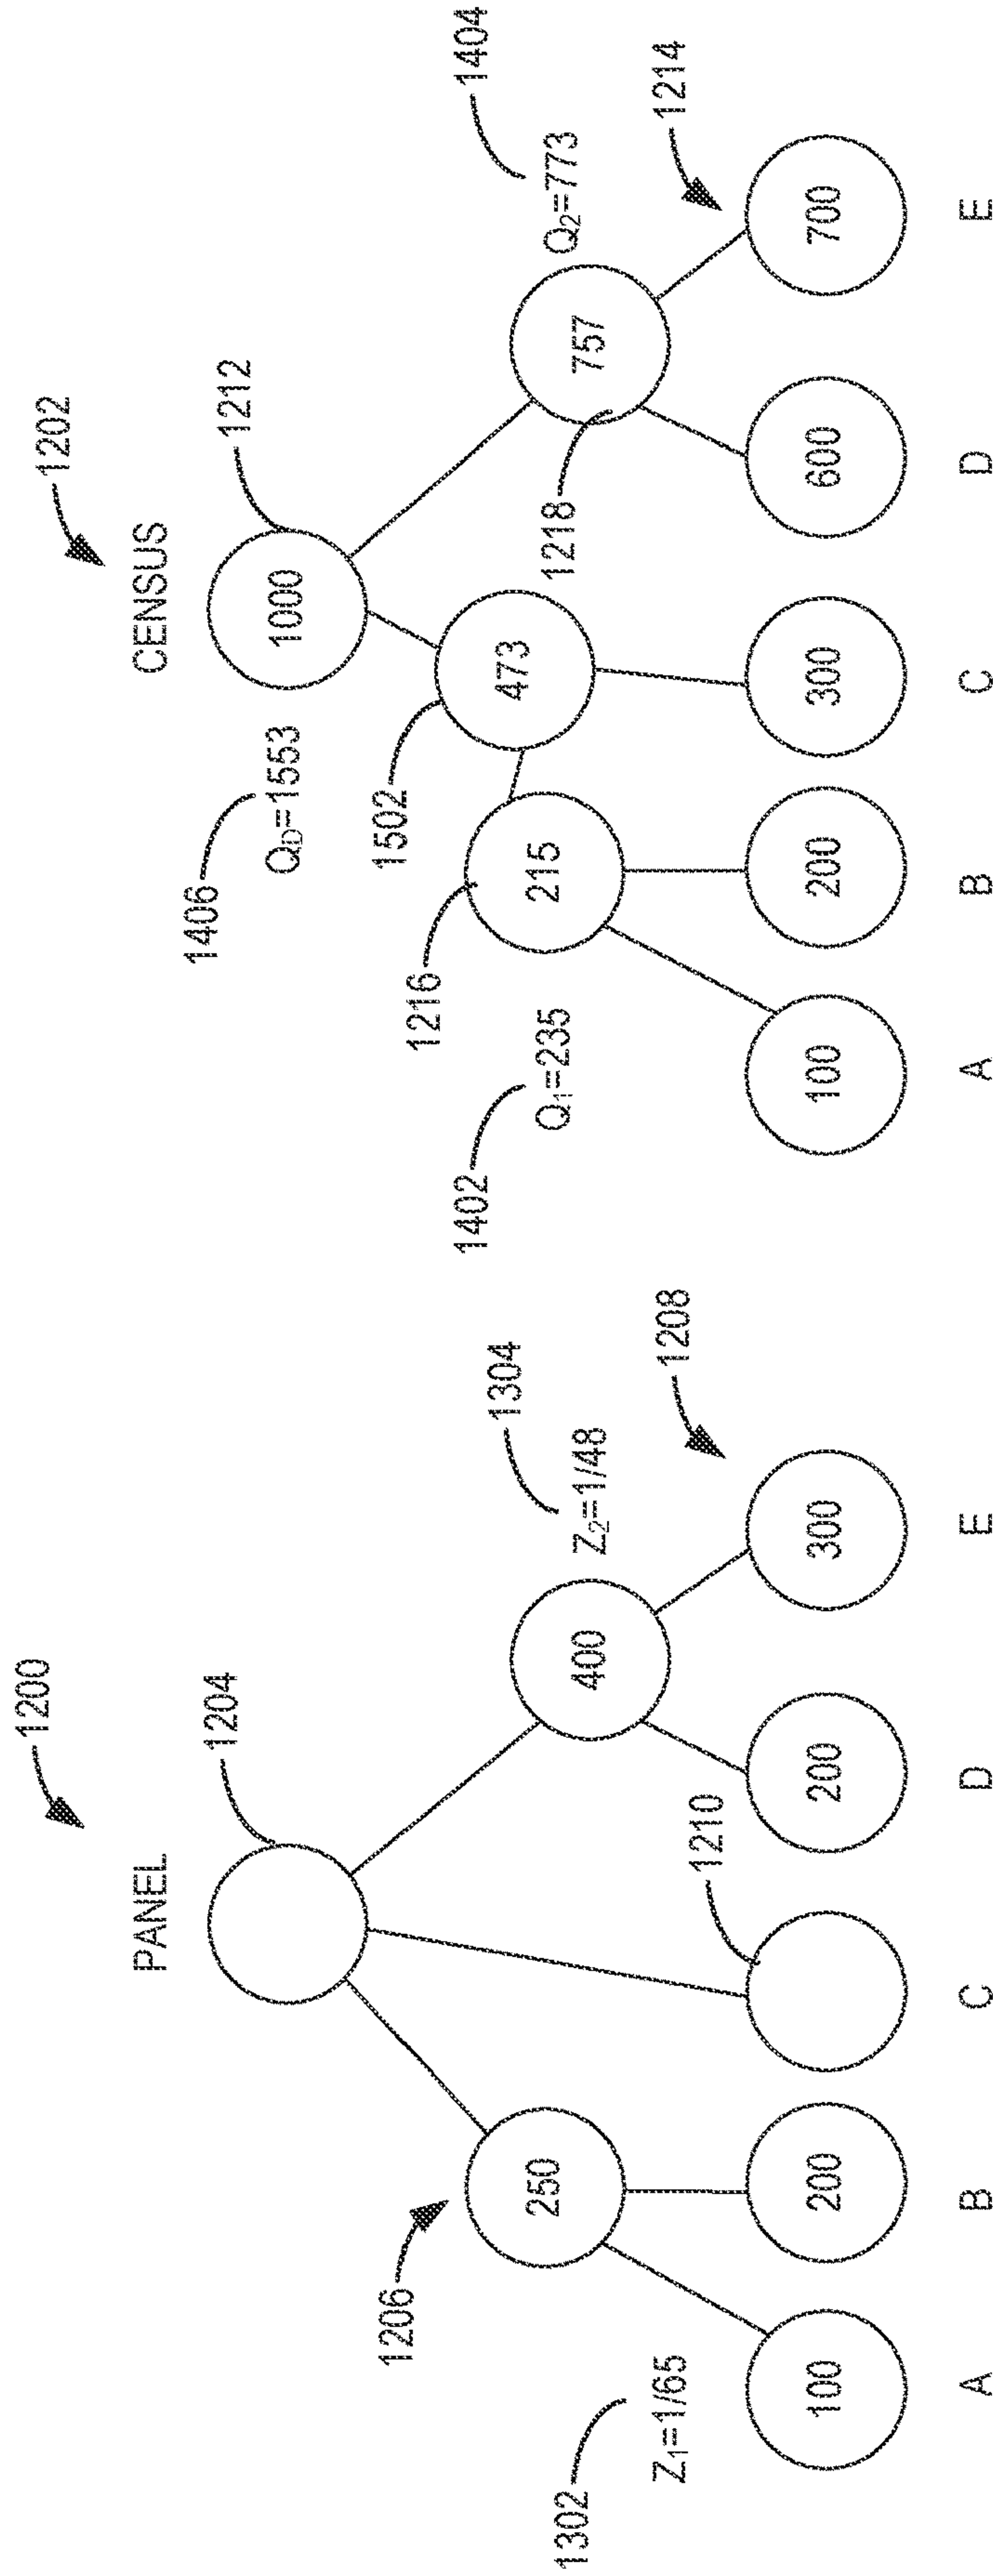 1200
PANEL
1204
1206
250
400
1302
Z1=1/65
Z2=1/48
1304
1210
1208
100
200
200
300
A
B
C
D
E
1202
CENSUS
1406
QD=1553
1000
1212
1502
473
1216
215
1402
Q1=235
757
1218
Q2=773
1404
1214
100
200
300
600
700
A
B
C
D
E